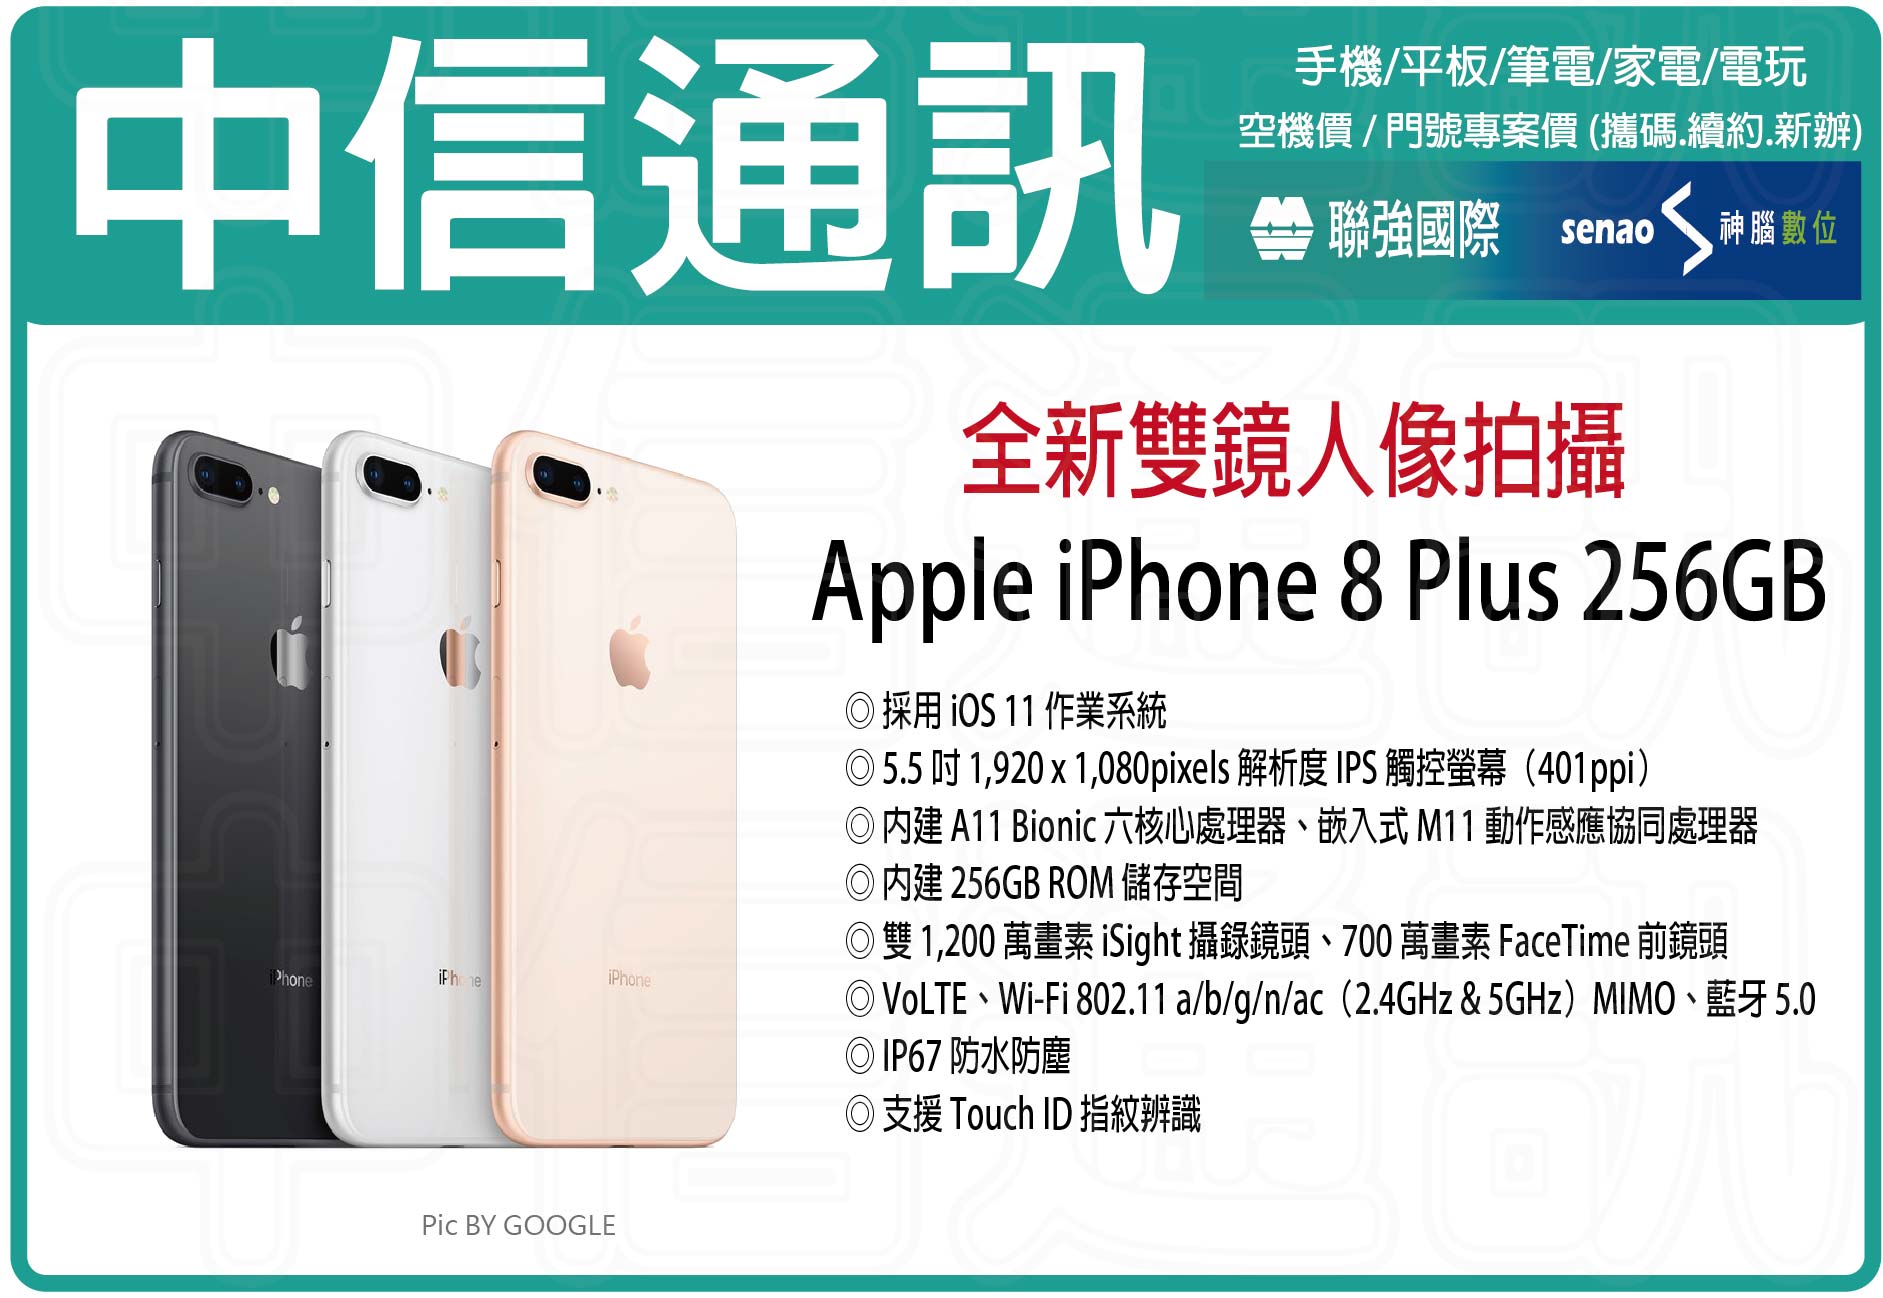 中信通訊
手機/平板/筆電/家電/電玩
空機價 / 門號專案價 (攜碼.續約.新辦)
聯強國際
senao 神腦數位
全新雙鏡人像拍攝
Apple iPhone 8 Plus 256GB
◎ 採用 iOS 11 作業系統
◎ 5.5 吋 1,920 x 1,080pixels 解析度 IPS 觸控螢幕（401ppi）
◎ 內建 A11 Bionic 六核心處理器、嵌入式 M11 動作感應協同處理器
◎ 內建 256GB ROM 儲存空間
◎ 雙 1,200 萬畫素 iSight 攝錄鏡頭、700 萬畫素 FaceTime 前鏡頭
◎ VoLTE、Wi-Fi 802.11 a/b/g/n/ac（2.4GHz & 5GHz）MIMO、藍牙 5.0
◎ IP67 防水防塵
◎ 支援 Touch ID 指紋辨識
iPhone
iPhone
iPhone
Pic BY GOOGLE